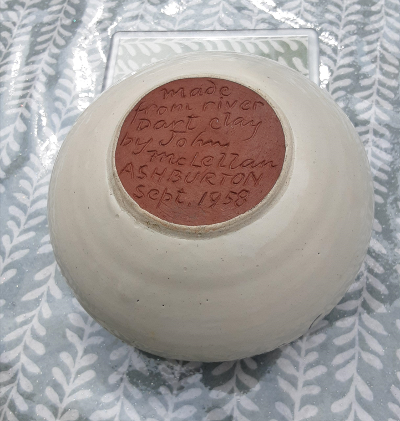 made
from river
Dart clay
by John
McLellan
ASHBURTON
Sept. 1958